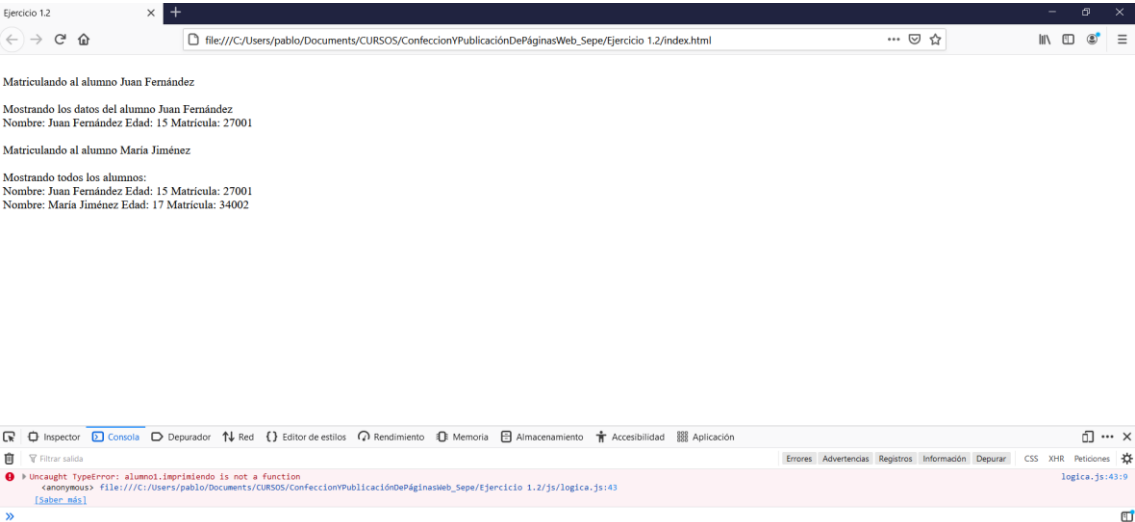 Ejercicio 1.2
file:///C:/Users/pablo/Documents/CURSOS/ConfeccionYPublicaciónDePáginasWeb_Sepe/Ejercicio 1.2/index.html
Matriculando al alumno Juan Fernández
Mostrando los datos del alumno Juan Fernández
Nombre: Juan Fernández Edad: 15 Matrícula: 27001
Matriculando al alumno María Jiménez
Mostrando todos los alumnos:
Nombre: Juan Fernández Edad: 15 Matrícula: 27001
Nombre: María Jiménez Edad: 17 Matrícula: 34002
Inspector Consola Depurador Red Editor de estilos Rendimiento Memoria Almacenamiento Accesibilidad Aplicación
Filtrar salida Errores Advertencias Registros Información Depurar CSS XHR Peticiones
Uncaught TypeError: alumno1.imprimiendo is not a function logica.js:43:9
<anonymous> file:///C:/Users/pablo/Documents/CURSOS/ConfeccionYPublicaciónDePáginasWeb_Sepe/Ejercicio 1.2/js/logica.js:43
[Saber más]